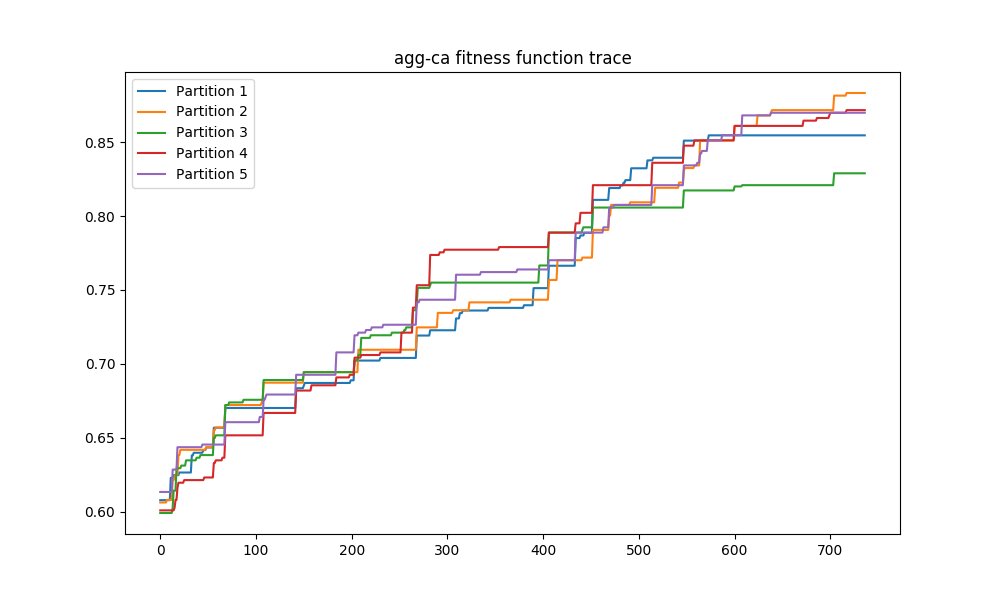 agg-ca fitness function trace
Partition 1
Partition 2
Partition 3
Partition 4
Partition 5
0.85
0.80
0.75
0.70
0.65
0.60
0 100 200 300 400 500 600 700